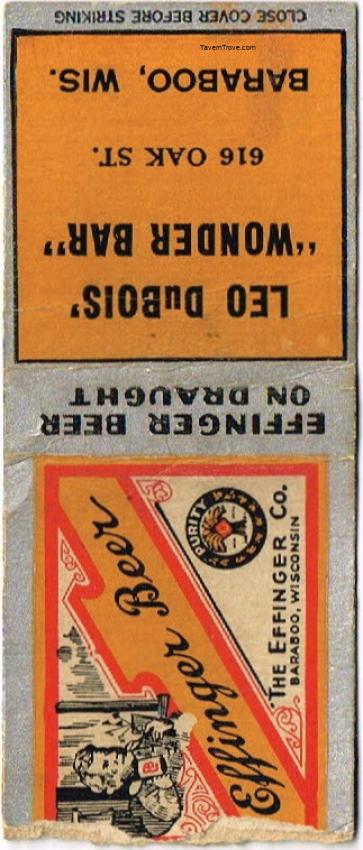 CLOSE COVER BEFORE STRIKING
TavernTrove.com
LEO DuBOIS'
"WONDER BAR"
616 OAK ST.
BARABOO, WIS.
EFFINGER BEER
ON DRAUGHT
Effinger Beer
PURITY
THE EFFINGER CO.
BARABOO, WISCONSIN